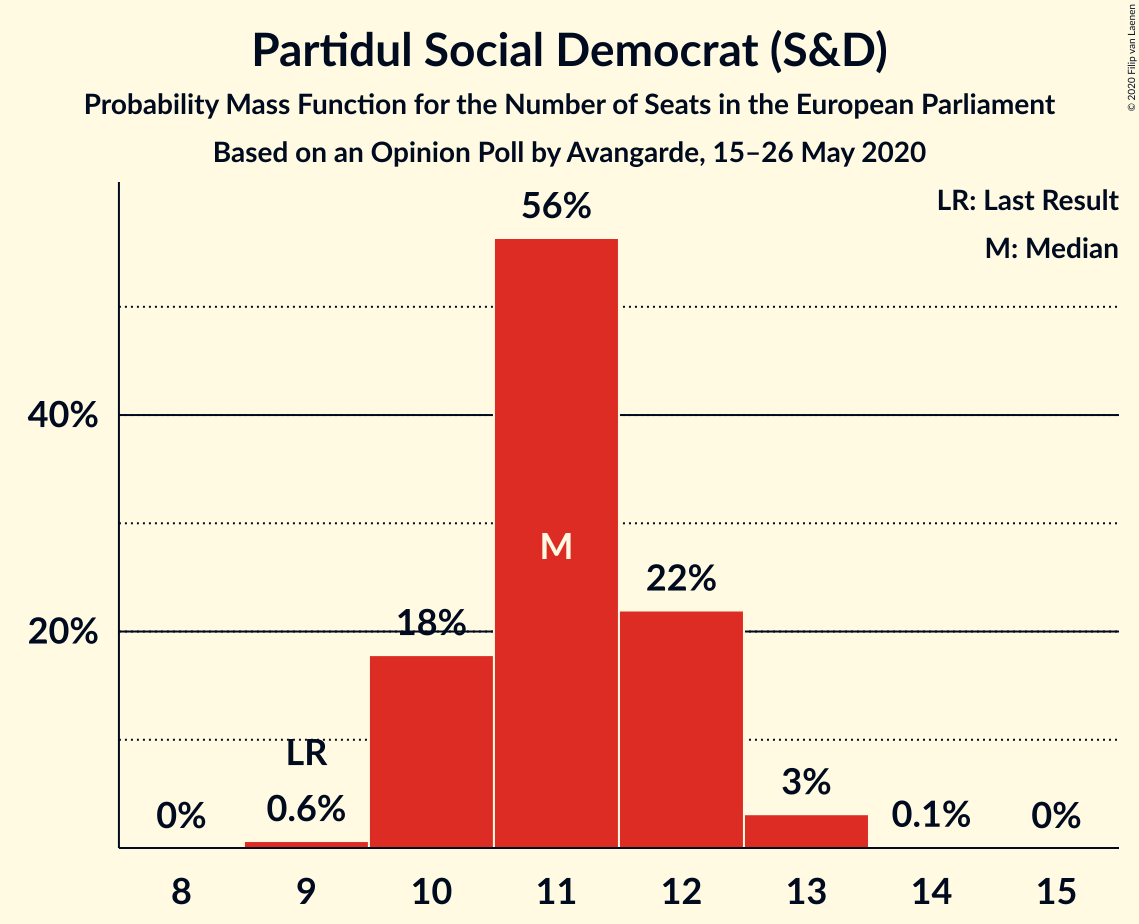 Partidul Social Democrat (S&D)
Probability Mass Function for the Number of Seats in the European Parliament
Based on an Opinion Poll by Avangarde, 15–26 May 2020
© 2020 Filip van Laenen
LR: Last Result
M: Median
56%
40%
M
22%
18%
20%
LR
3%
0%
0.6%
0.1%
0%
8 9 10 11 12 13 14 15